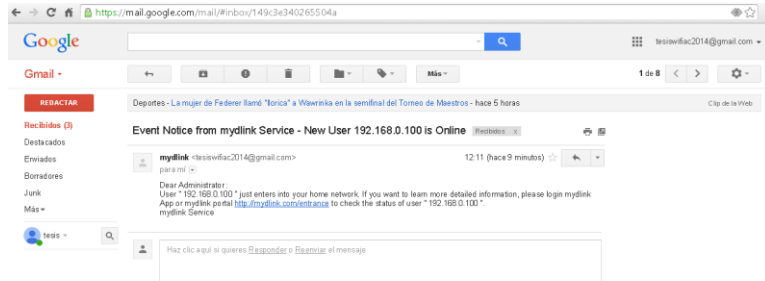 https://mail.google.com/mail/#inbox/149c3e340265504a
Google
tesiswifiac2014@gmail.com
Gmail
Más
1 de 8
REDACTAR
Deportes - La mujer de Federer llamó "llorica" a Wawrinka en la semifinal del Torneo de Maestros - hace 5 horas
Clip de la Web
Recibidos (3)
Destacados
Enviados
Borradores
Junk
Más
tesis
Event Notice from mydlink Service - New User 192.168.0.100 is Online
Recibidos x
mydlink <tesiswifiac2014@gmail.com>
12:11 (hace 9 minutos)
para mí
Dear Administrator:
User " 192.168.0.100 " just enters into your home network. If you want to learn more detailed information, please login mydlink
App or mydlink portal http://mydlink.com/entrance to check the status of user " 192.168.0.100 ".
mydlink Service
Haz clic aquí si quieres Responder o Reenviar el mensaje